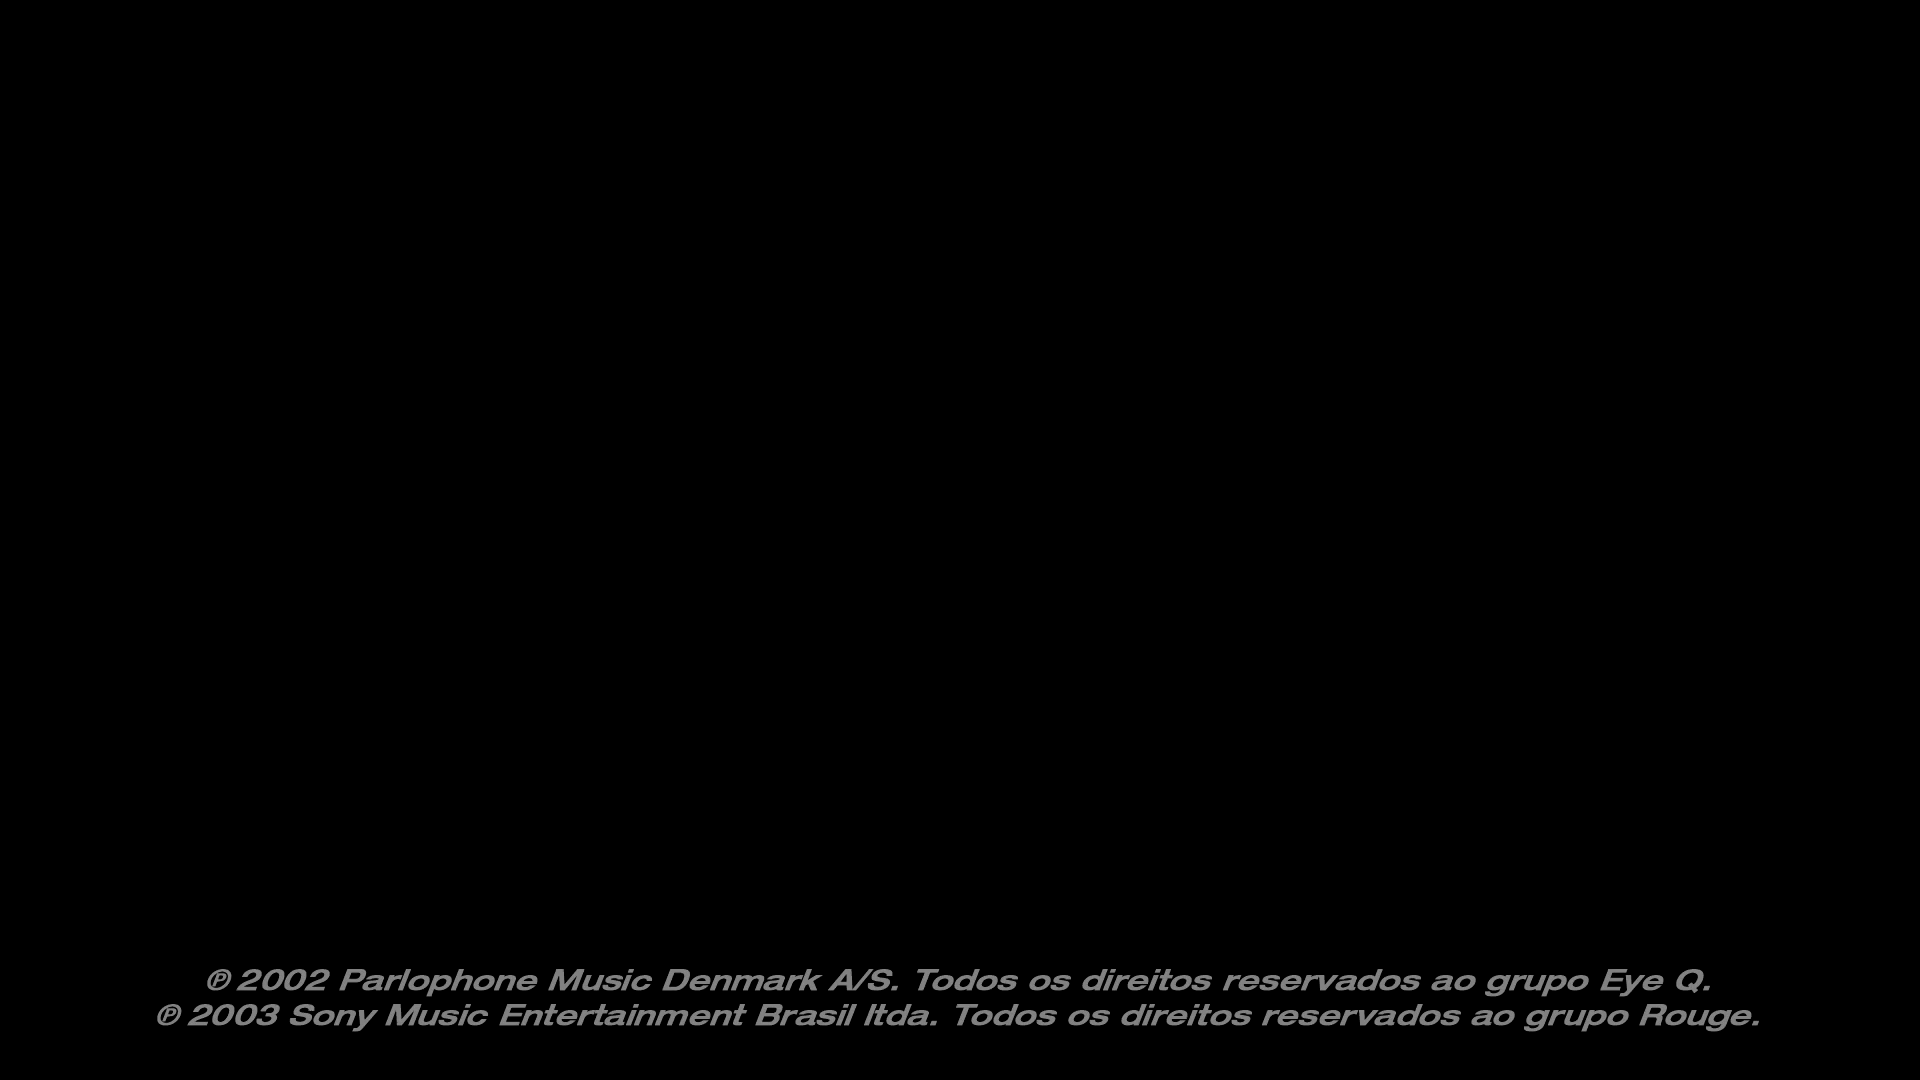 ℗ 2002 Parlophone Music Denmark A/S. Todos os direitos reservados ao grupo Eye Q.
℗ 2003 Sony Music Entertainment Brasil ltda. Todos os direitos reservados ao grupo Rouge.